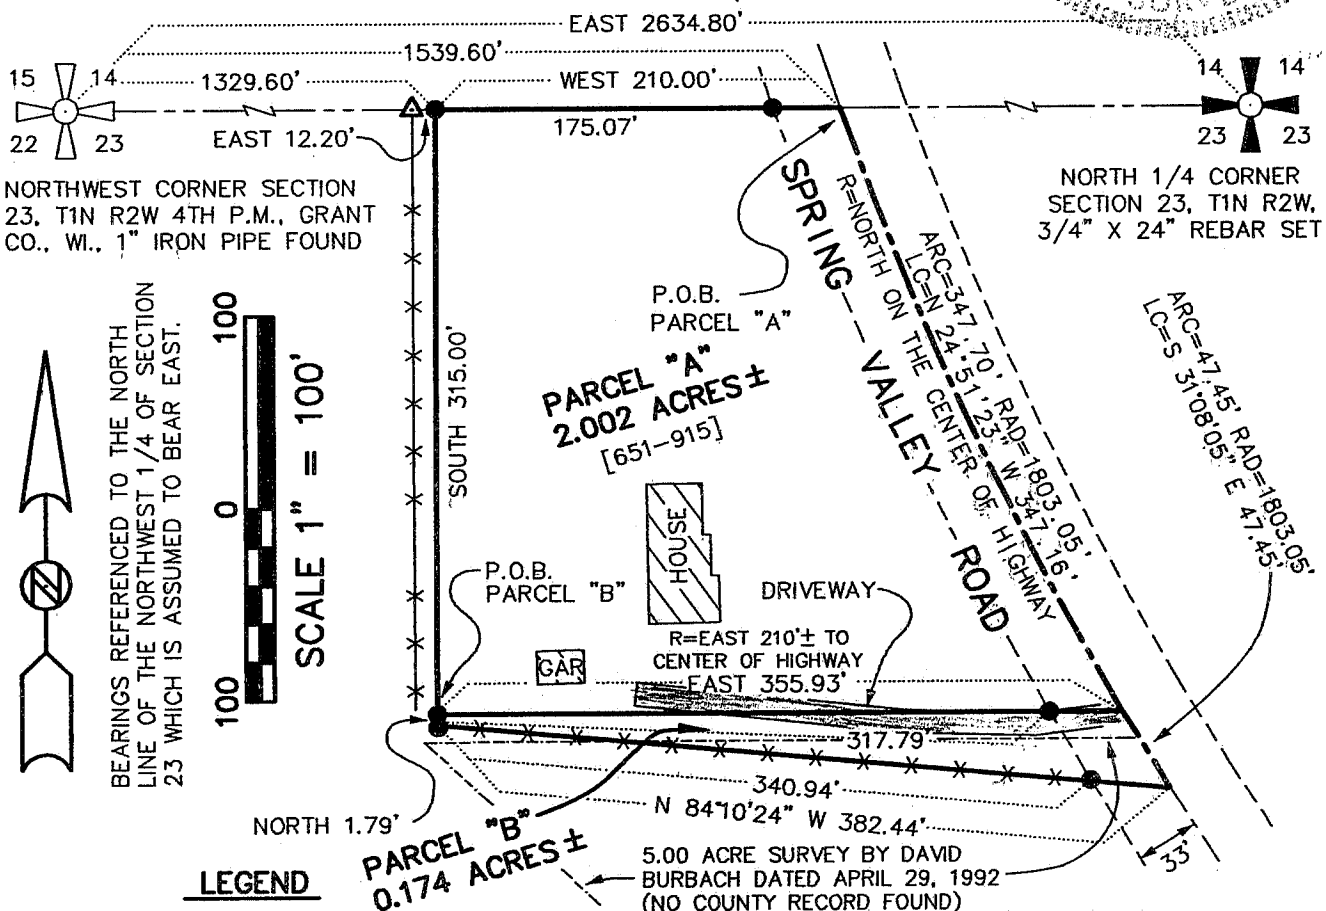 EAST 2634.80'
1539.60'
1329.60'
WEST 210.00'
15 14
22 23
14 14
23 23
EAST 12.20'
175.07'
NORTHWEST CORNER SECTION
23, T1N R2W 4TH P.M., GRANT
CO., WI., 1" IRON PIPE FOUND
NORTH 1/4 CORNER
SECTION 23, T1N R2W,
3/4" X 24" REBAR SET
P.O.B.
PARCEL "A"
SPRING VALLEY ROAD
R=NORTH ON THE CENTER OF HIGHWAY
ARC=347.70' RAD=1803.05'
LC=N 24°51'23" W 347.16'
ARC=47.45' RAD=1803.05'
LC=S 31°08'05" E 47.45'
PARCEL "A"
2.002 ACRES±
[651-915]
SOUTH 315.00'
BEARINGS REFERENCED TO THE NORTH
LINE OF THE NORTHWEST 1/4 OF SECTION
23 WHICH IS ASSUMED TO BEAR EAST.
N
100 0 100
SCALE 1" = 100'
HOUSE
P.O.B.
PARCEL "B"
DRIVEWAY
GAR
R=EAST 210'± TO
CENTER OF HIGHWAY
EAST 355.93'
317.79'
340.94'
N 84°10'24" W 382.44'
NORTH 1.79'
PARCEL "B"
0.174 ACRES±
33'
5.00 ACRE SURVEY BY DAVID
BURBACH DATED APRIL 29, 1992
(NO COUNTY RECORD FOUND)
LEGEND